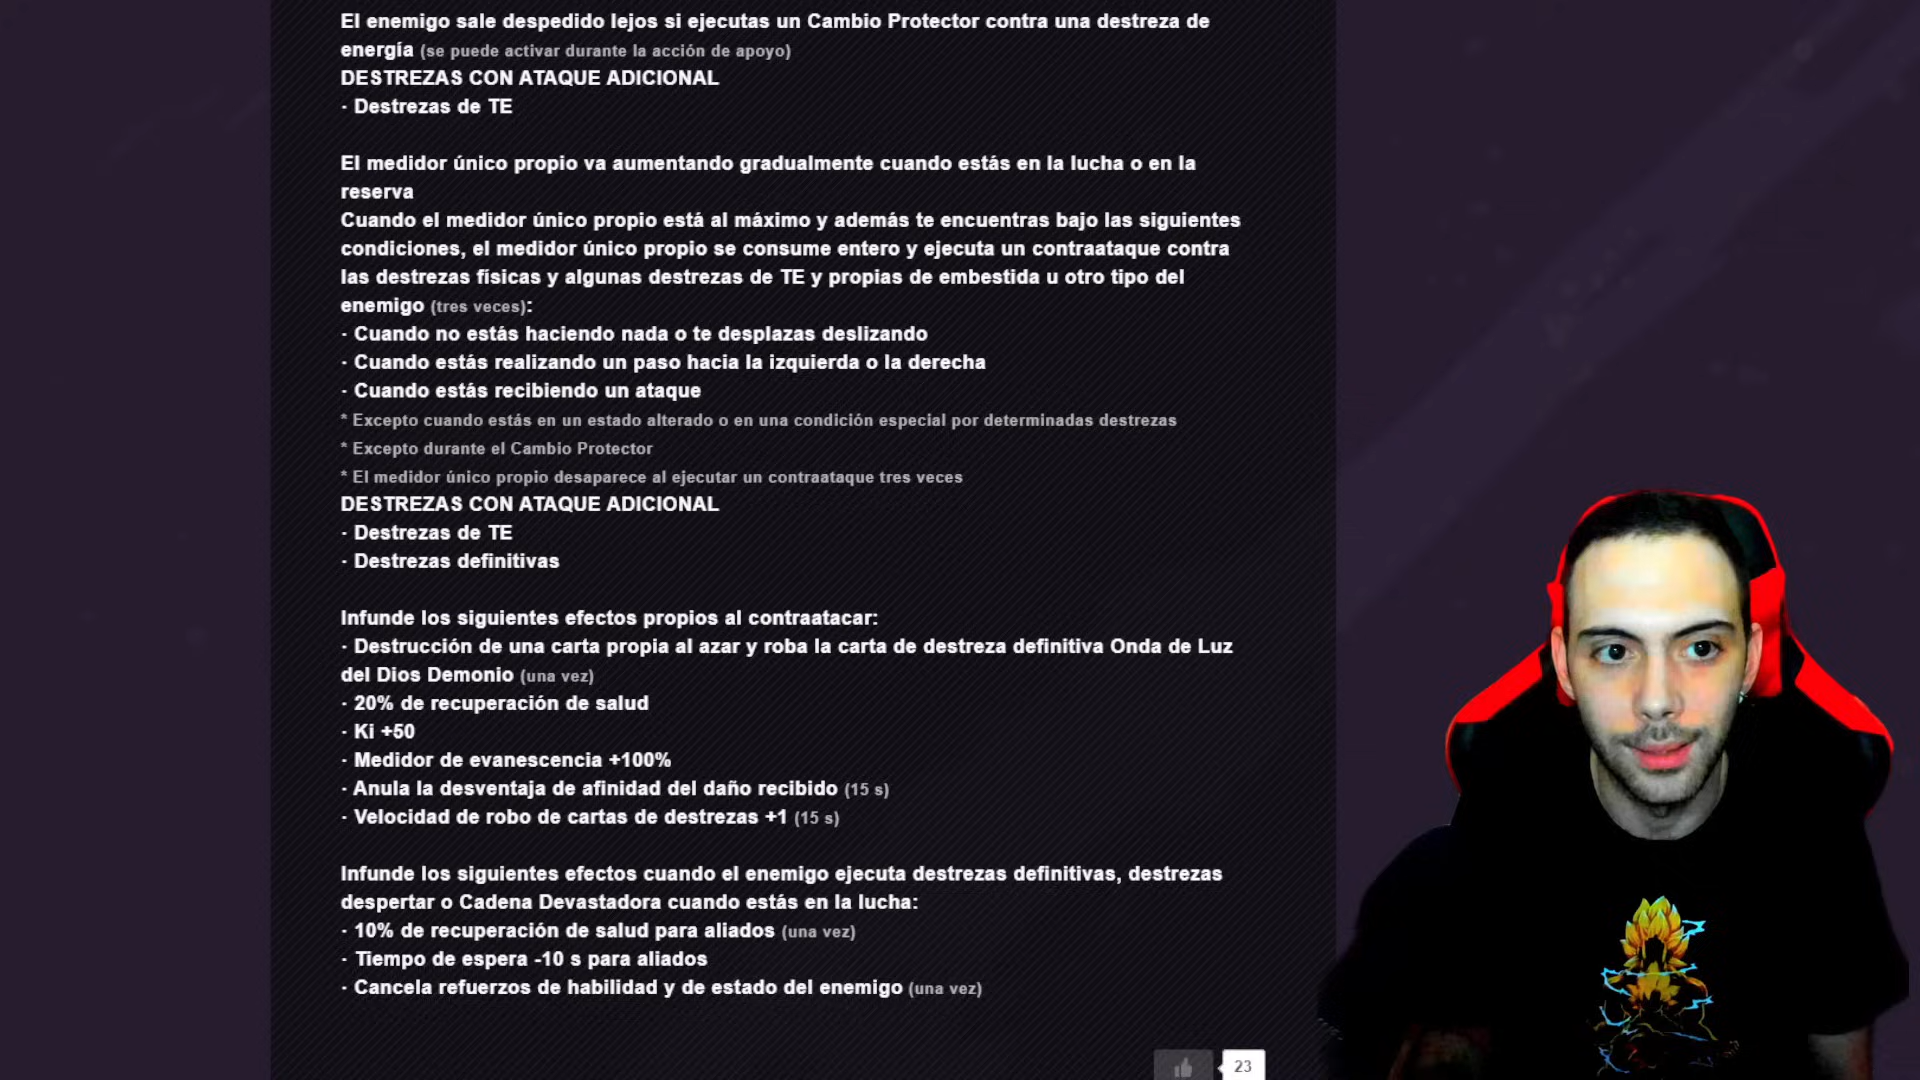 El enemigo sale despedido lejos si ejecutas un Cambio Protector contra una destreza de
energía (se puede activar durante la acción de apoyo)
DESTREZAS CON ATAQUE ADICIONAL
· Destrezas de TE
El medidor único propio va aumentando gradualmente cuando estás en la lucha o en la
reserva
Cuando el medidor único propio está al máximo y además te encuentras bajo las siguientes
condiciones, el medidor único propio se consume entero y ejecuta un contraataque contra
las destrezas físicas y algunas destrezas de TE y propias de embestida u otro tipo del
enemigo (tres veces):
· Cuando no estás haciendo nada o te desplazas deslizando
· Cuando estás realizando un paso hacia la izquierda o la derecha
· Cuando estás recibiendo un ataque
* Excepto cuando estás en un estado alterado o en una condición especial por determinadas destrezas
* Excepto durante el Cambio Protector
* El medidor único propio desaparece al ejecutar un contraataque tres veces
DESTREZAS CON ATAQUE ADICIONAL
· Destrezas de TE
· Destrezas definitivas
Infunde los siguientes efectos propios al contraatacar:
· Destrucción de una carta propia al azar y roba la carta de destreza definitiva Onda de Luz
del Dios Demonio (una vez)
· 20% de recuperación de salud
· Ki +50
· Medidor de evanescencia +100%
· Anula la desventaja de afinidad del daño recibido (15 s)
· Velocidad de robo de cartas de destrezas +1 (15 s)
Infunde los siguientes efectos cuando el enemigo ejecuta destrezas definitivas, destrezas
despertar o Cadena Devastadora cuando estás en la lucha:
· 10% de recuperación de salud para aliados (una vez)
· Tiempo de espera -10 s para aliados
· Cancela refuerzos de habilidad y de estado del enemigo (una vez)
23